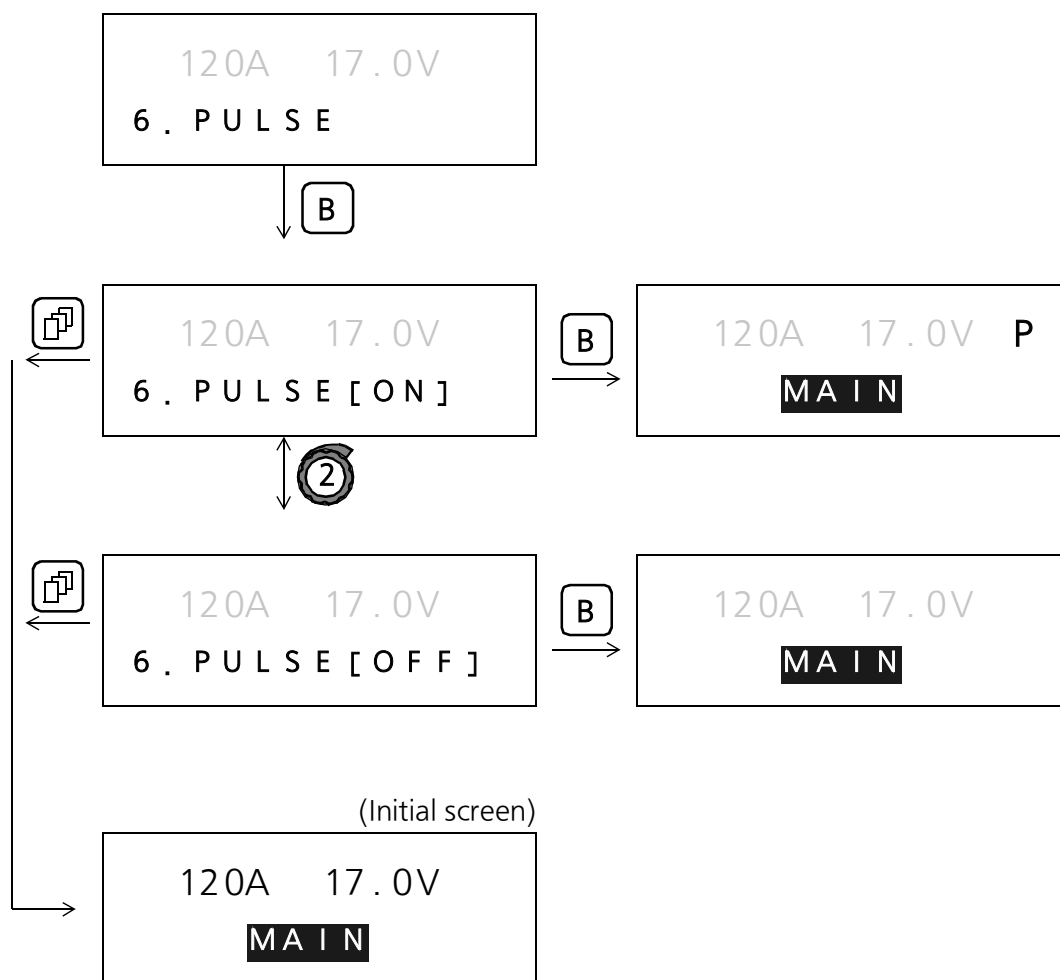 120A 17.0V
6. PULSE
B
120A 17.0V
6. PULSE[ON]
B
120A 17.0V P
MAIN
2
120A 17.0V
6. PULSE[OFF]
B
120A 17.0V
MAIN
(Initial screen)
120A 17.0V
MAIN